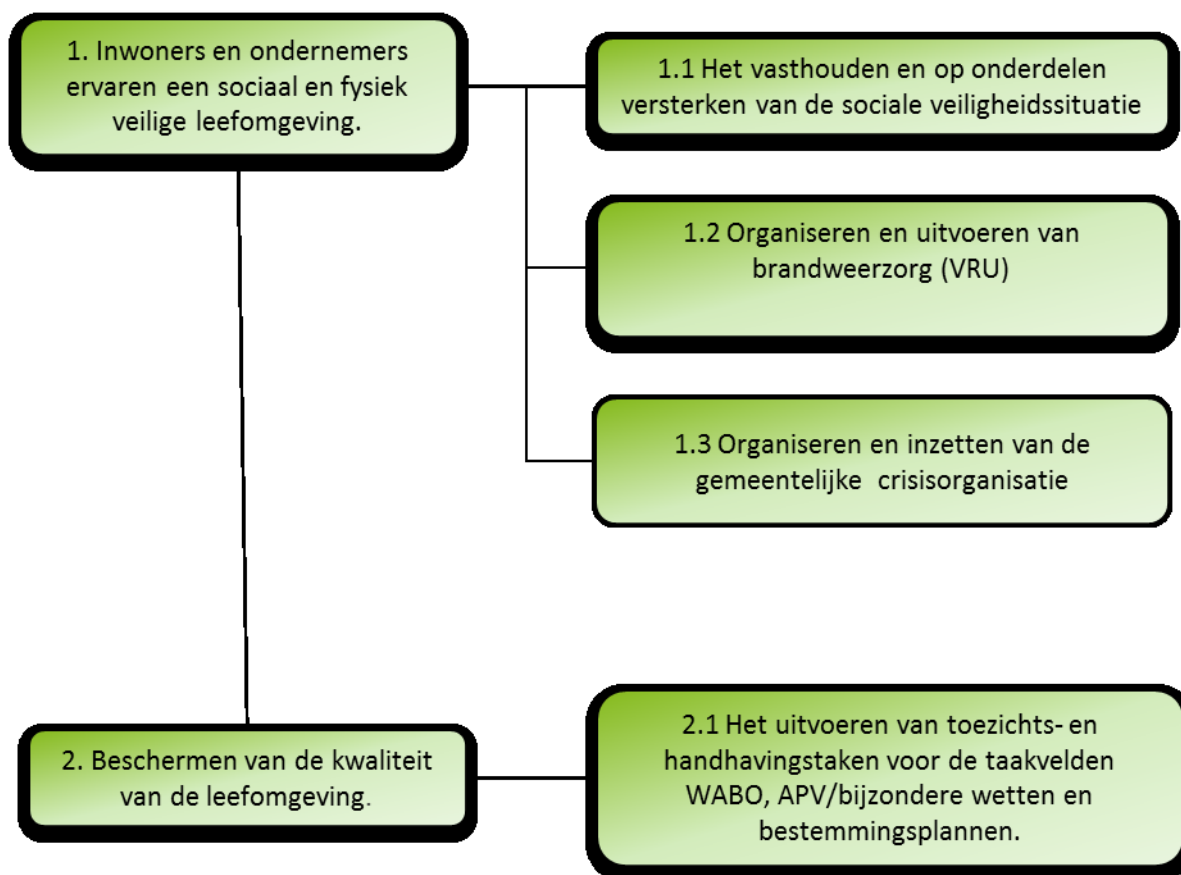 1. Inwoners en ondernemers
ervaren een sociaal en fysiek
veilige leefomgeving.
1.1 Het vasthouden en op onderdelen
versterken van de sociale veiligheidssituatie
1.2 Organiseren en uitvoeren van
brandweerzorg (VRU)
1.3 Organiseren en inzetten van de
gemeentelijke crisisorganisatie
2. Beschermen van de kwaliteit
van de leefomgeving.
2.1 Het uitvoeren van toezichts- en
handhavingstaken voor de taakvelden
WABO, APV/bijzondere wetten en
bestemmingsplannen.